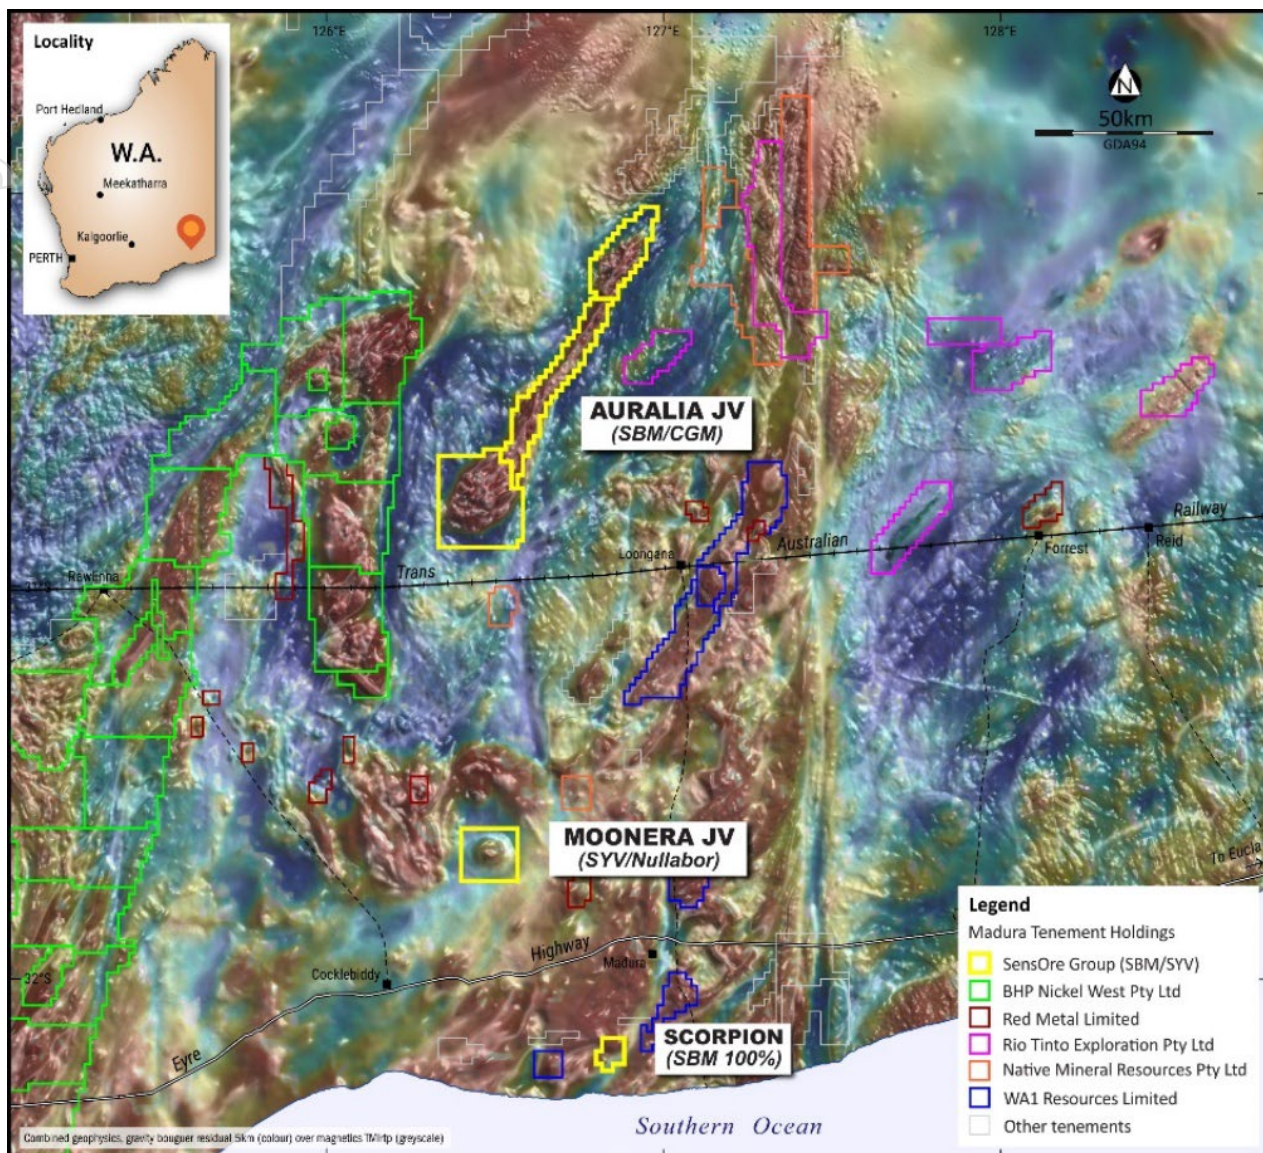 Locality
Port Hedland
W.A.
Meekatharra
Kalgoorlie
PERTH
126°E
127°E
128°E
N
50km
GDA94
AURALIA JV
(SBM/CGM)
Rawlinna
Trans
Loongana
Australian
Railway
Forrest
Reid
MOONERA JV
(SYV/Nullabor)
To Eucla
32°S
Cocklebiddy
Eyre
Highway
Madura
SCORPION
(SBM 100%)
Southern Ocean
Legend
Madura Tenement Holdings
SensOre Group (SBM/SYV)
BHP Nickel West Pty Ltd
Red Metal Limited
Rio Tinto Exploration Pty Ltd
Native Mineral Resources Pty Ltd
WA1 Resources Limited
Other tenements
Combined geophysics, gravity bouguer residual 5km (colour) over magnetics TMIrtp (greyscale)